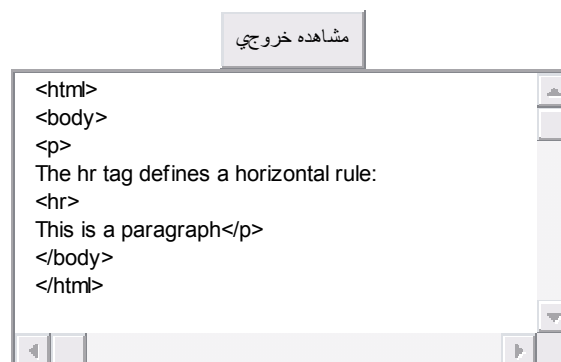 مشاهده خروجي
<html>
<body>
<p>
The hr tag defines a horizontal rule:
<hr>
This is a paragraph</p>
</body>
</html>